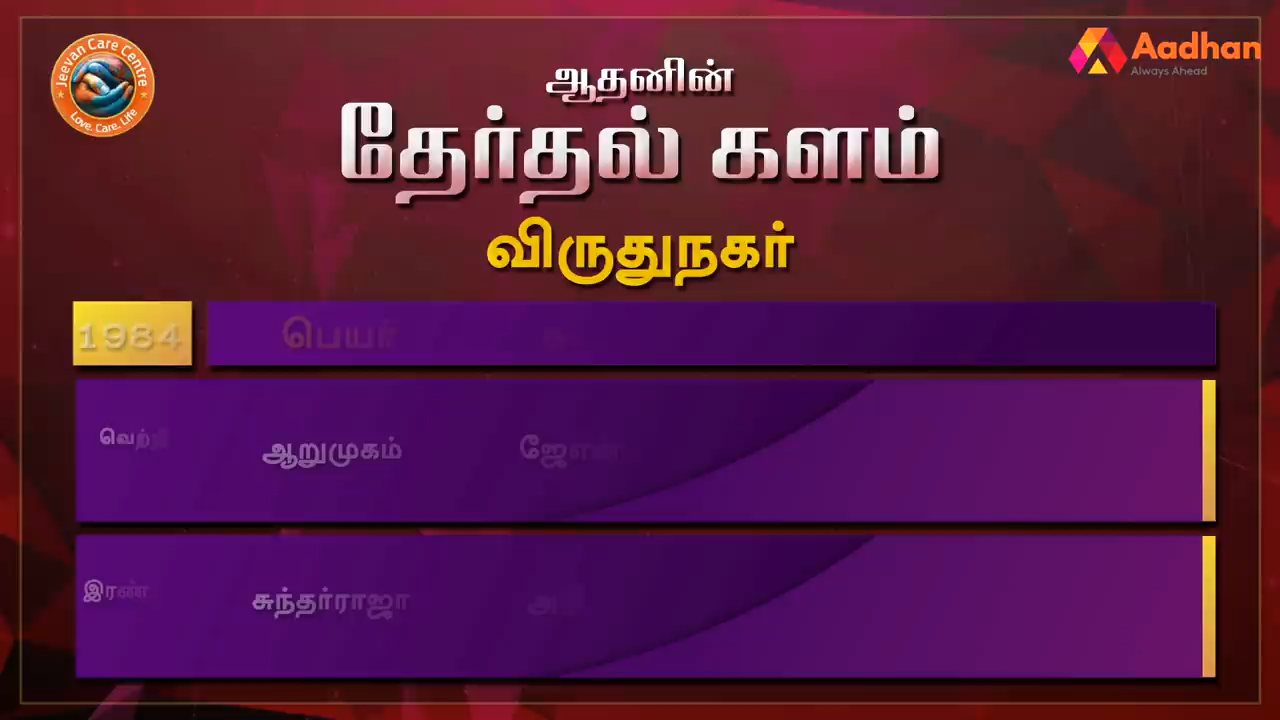 Jeevan Care Centre
Love. Care. Life
Aadhan
Always Ahead
ஆதனின்
தேர்தல் களம்
விருதுநகர்
1984 பெயர்
ஆறுமுகம்
சுந்தர்ராஜா